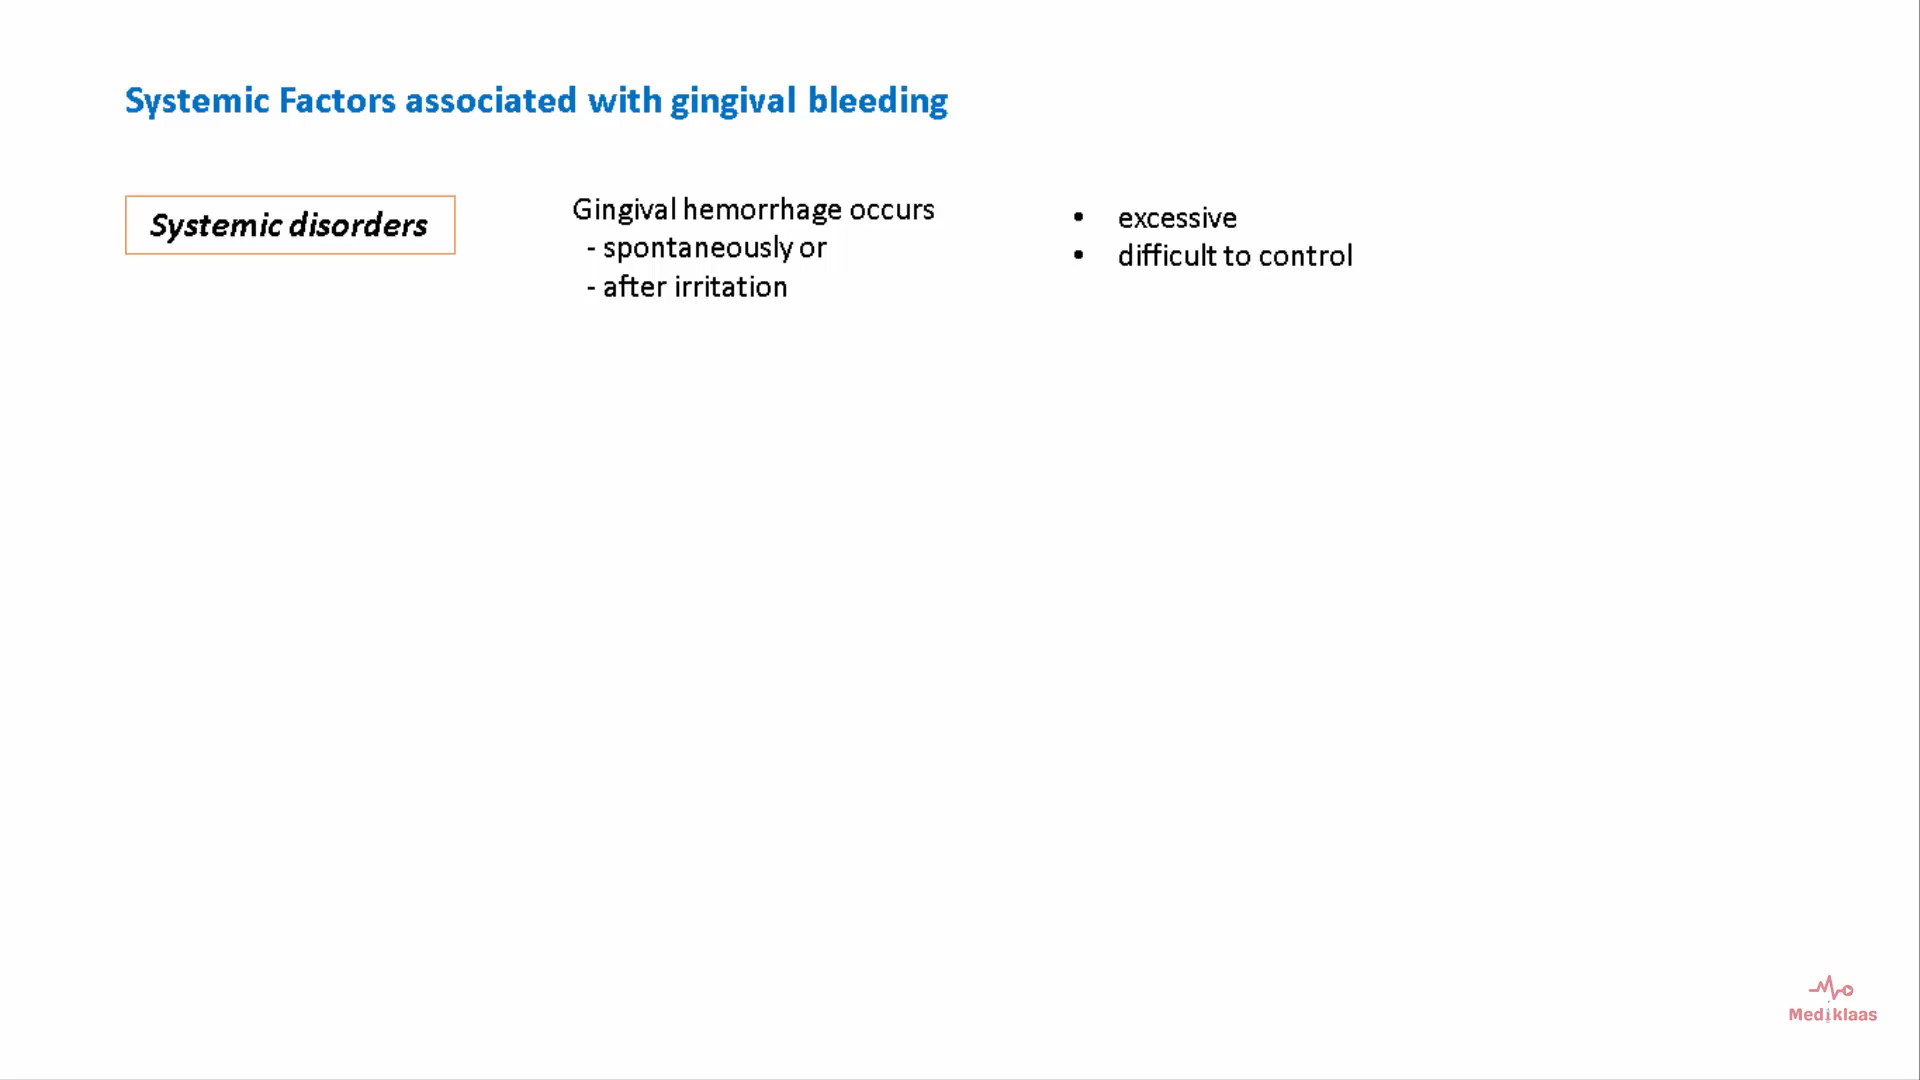 Systemic Factors associated with gingival bleeding
Systemic disorders
Gingival hemorrhage occurs
- spontaneously or
- after irritation
• excessive
• difficult to control
Mediklaas